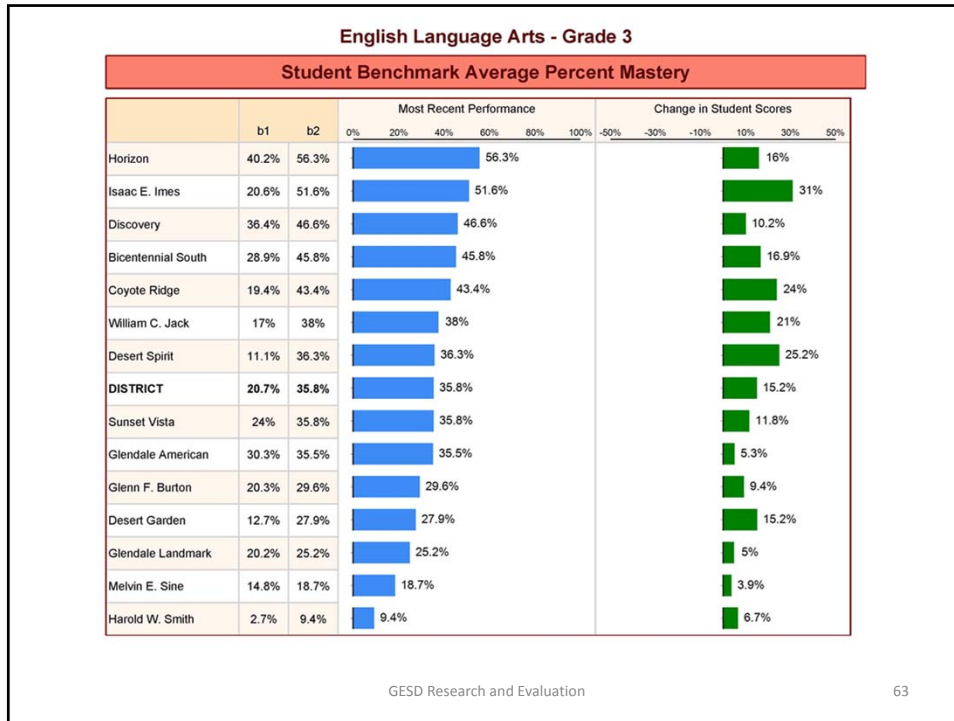 English Language Arts - Grade 3
Student Benchmark Average Percent Mastery
Most Recent Performance Change in Student Scores
b1 b2 0% 20% 40% 60% 80% 100% -50% -30% -10% 10% 30% 50%
Horizon 40.2% 56.3% 56.3% 16%
Isaac E. Imes 20.6% 51.6% 51.6% 31%
Discovery 36.4% 46.6% 46.6% 10.2%
Bicentennial South 28.9% 45.8% 45.8% 16.9%
Coyote Ridge 19.4% 43.4% 43.4% 24%
William C. Jack 17% 38% 38% 21%
Desert Spirit 11.1% 36.3% 36.3% 25.2%
DISTRICT 20.7% 35.8% 35.8% 15.2%
Sunset Vista 24% 35.8% 35.8% 11.8%
Glendale American 30.3% 35.5% 35.5% 5.3%
Glenn F. Burton 20.3% 29.6% 29.6% 9.4%
Desert Garden 12.7% 27.9% 27.9% 15.2%
Glendale Landmark 20.2% 25.2% 25.2% 5%
Melvin E. Sine 14.8% 18.7% 18.7% 3.9%
Harold W. Smith 2.7% 9.4% 9.4% 6.7%
GESD Research and Evaluation 63